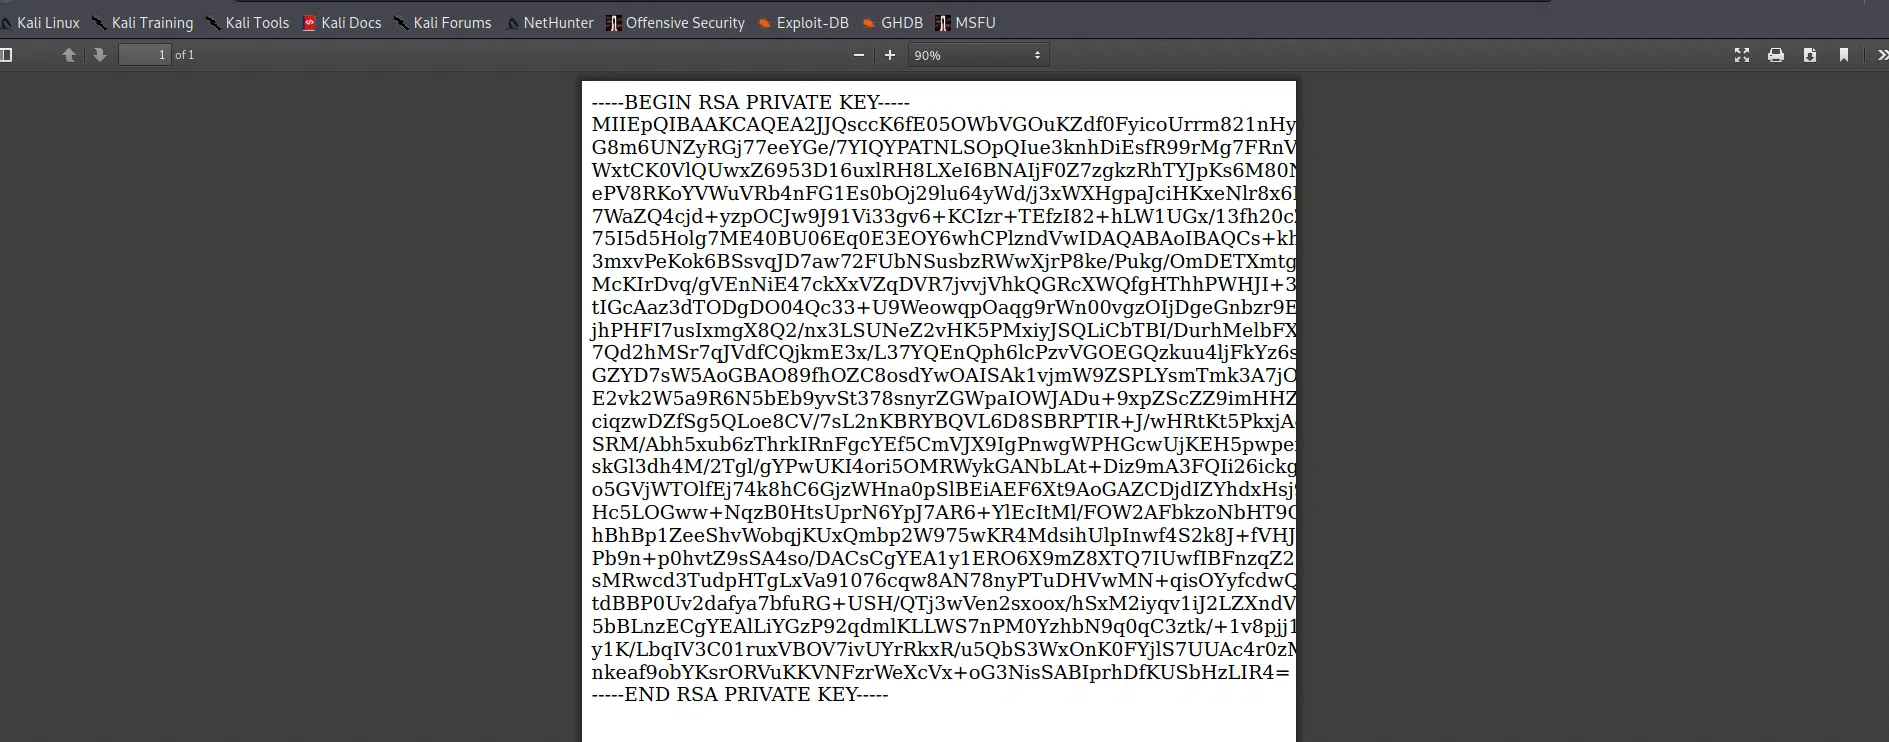 Kali Linux Kali Training Kali Tools Kali Docs Kali Forums NetHunter Offensive Security Exploit-DB GHDB MSFU
1 of 1 90%
-----BEGIN RSA PRIVATE KEY-----
MIIEpQIBAAKCAQEA2JJQsccK6fE05OWbVGOuKZdf0FyicoUrrm821nHy
G8m6UNZyRGj77eeYGe/7YIQYPATNLSOpQIue3knhDiEsfR99rMg7FRnV
WxtCK0VlQUwxZ6953D16uxlRH8LXeI6BNAIjF0Z7zgkzRhTYJpKs6M80N
ePV8RKoYVWuVRb4nFG1Es0bOj29lu64yWd/j3xWXHgpaJciHKxeNlr8x6
7WaZQ4cjd+yzpOCJw9J91Vi33gv6+KCIzr+TEfzI82+hLW1UGx/13fh20c
75I5d5Holg7ME40BU06Eq0E3EOY6whCPlzndVwIDAQABAoIBAQCs+kh
3mxvPeKok6BSsvqJD7aw72FUbNSusbzRWwXjrP8ke/Pukg/OmDETXmtg
McKIrDvq/gVEnNiE47ckXxVZqDVR7jvvjVhkQGRcXWQfgHThhPWHJI+3
tIGcAaz3dTODgDO04Qc33+U9WeowqpOaqg9rWn00vgzOIjDgeGnbzr9E
jhPHFI7usIxmgX8Q2/nx3LSUNeZ2vHK5PMxiyJSQLiCbTBI/DurhMelbFX
7Qd2hMSr7qJVdfCQjkmE3x/L37YQEnQph6lcPzvVGOEGQzkuu4ljFkYz6s
GZYD7sW5AoGBAO89fhOZC8osdYwOAISAk1vjmW9ZSPLYsmTmk3A7jO
E2vk2W5a9R6N5bEb9yvSt378snyrZGWpaIOWJADu+9xpZScZZ9imHHZ
ciqzwDZfSg5QLoe8CV/7sL2nKBRYBQVL6D8SBRPTIR+J/wHRtKt5PkxjA
SRM/Abh5xub6zThrkIRnFgcYEf5CmVJX9IgPnwgWPHGcwUjKEH5pwpe
skGl3dh4M/2Tgl/gYPwUKI4ori5OMRWykGANbLAt+Diz9mA3FQIi26ickg
o5GVjWTOlfEj74k8hC6GjzWHna0pSlBEiAEF6Xt9AoGAZCDjdIZYhdxHsj
Hc5LOGww+NqzB0HtsUprN6YpJ7AR6+YlEcItMl/FOW2AFbkzoNbHT9
hBhBp1ZeeShvWobqjKUxQmbp2W975wKR4MdsihUlpInwf4S2k8J+fVHJ
Pb9n+p0hvtZ9sSA4so/DACsCgYEA1y1ERO6X9mZ8XTQ7IUwfIBFnzqZ2
sMRwcd3TudpHTgLxVa91076cqw8AN78nyPTuDHVwMN+qisOYyfcdwQ
tdBBP0Uv2dafya7bfuRG+USH/QTj3wVen2sxoox/hSxM2iyqv1iJ2LZXndV
5bBLnzECgYEAlLiYGzP92qdmlKLLWS7nPM0YzhbN9q0qC3ztk/+1v8pjj1
y1K/LbqIV3C01ruxVBOV7ivUYrRkxR/u5QbS3WxOnK0FYjlS7UUAc4r0z
nkeaf9obYKsrORVuKKVNFzrWeXcVx+oG3NisSABIprhDfKUSbHzLIR4=
-----END RSA PRIVATE KEY-----